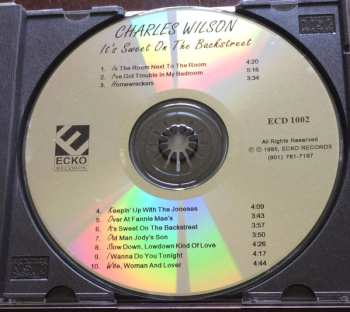 CHARLES WILSON
It's Sweet On The Backstreet
1. In The Room Next To The Room 4:20
2. I've Got Trouble In My Bedroom 5:16
3. Homewreckers 3:34
ECD 1002
All Rights Reserved
© ℗ 1995, ECKO RECORDS
(901) 761-7187
ECKO
RECORDS
4. Keepin' Up With The Joneses 4:09
5. Over At Fannie Mae's 3:43
6. It's Sweet On The Backstreet 3:57
7. Old Man Jody's Son 3:50
8. Slow Down, Lowdown Kind Of Love 4:26
9. I Wanna Do You Tonight 4:17
10. Wife, Woman And Lover! 4:44